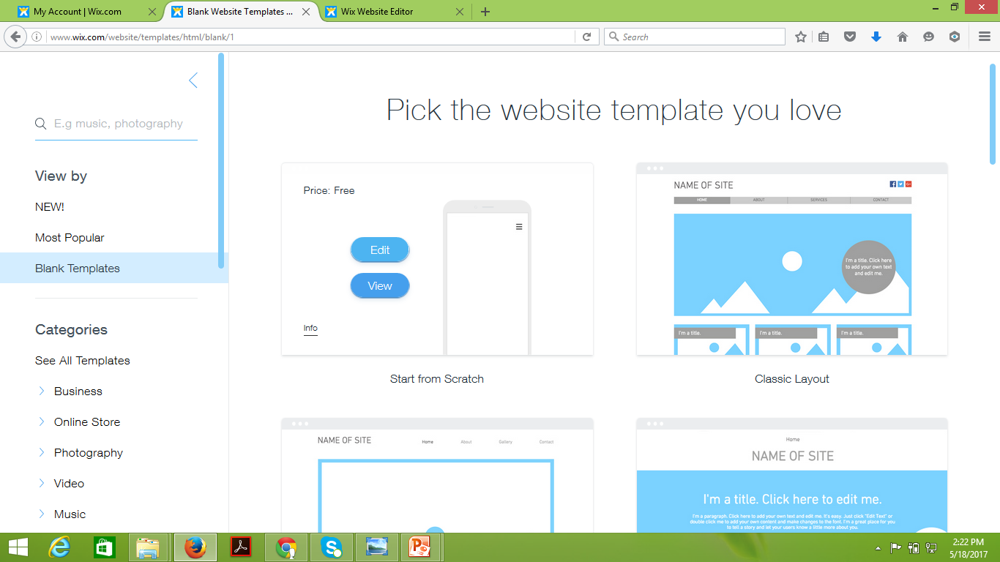 My Account | Wix.com
Blank Website Templates ...
Wix Website Editor
www.wix.com/website/templates/html/blank/1
Search
E.g music, photography
View by
NEW!
Most Popular
Blank Templates
Categories
See All Templates
Business
Online Store
Photography
Video
Music
Pick the website template you love
Price: Free
Edit
View
Info
Start from Scratch
NAME OF SITE
HOME ABOUT SERVICES CONTACT
I'm a title. Click here
to add your own text
and edit me.
I'm a title. I'm a title. I'm a title.
Classic Layout
NAME OF SITE
Home About Gallery Contact
Home
NAME OF SITE
I'm a title. Click here to edit me.
I'm a paragraph. Click here to add your own text and edit me. It's easy. Just click "Edit Text" or
double click me to add your own content and make changes to the font. I'm a great place for you
to tell a story and let your users know a little more about you.
2:22 PM
5/18/2017